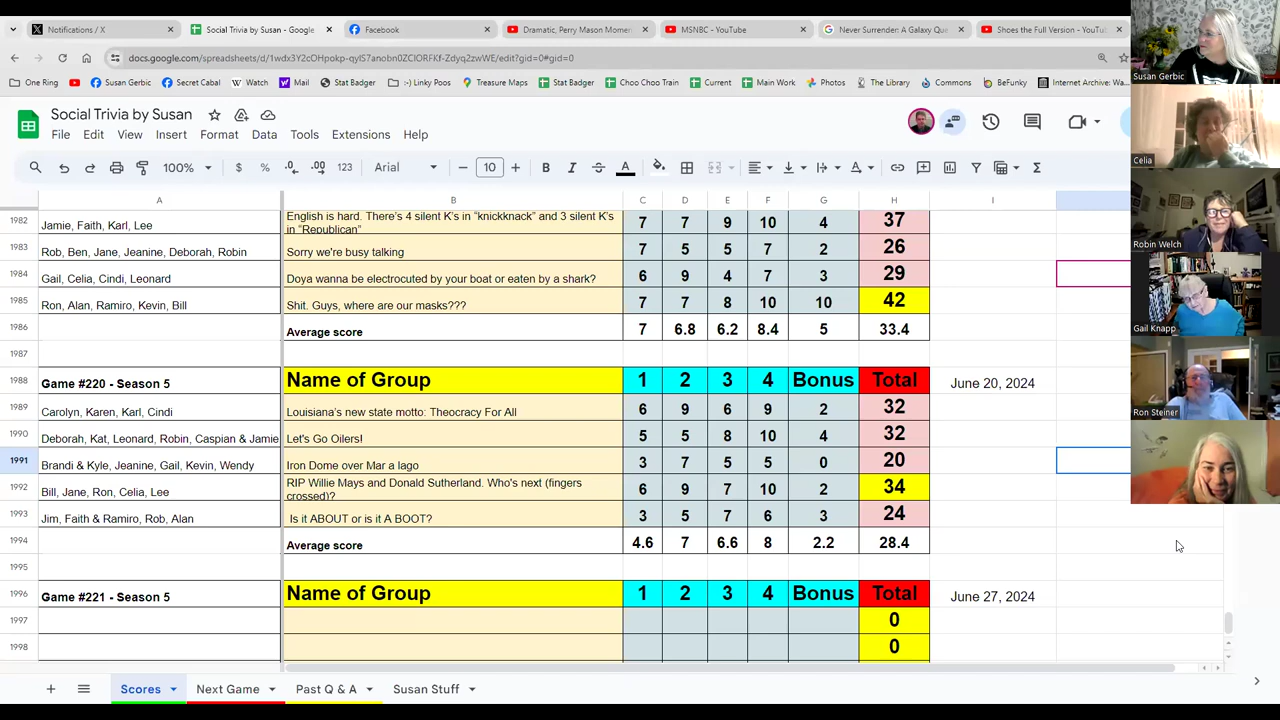 Notifications / X
Social Trivia by Susan - Google
Facebook
Dramatic, Perry Mason Mome
MSNBC - YouTube
Never Surrender: A Galaxy Que
Shoes the Full Version - YouTu
docs.google.com/spreadsheets/d/
edit?gid=0#gid=0
One Ring
Susan Gerbic
Secret Cabal
Watch
Mail
Stat Badger
:-) Living
Treasure Maps
Stat Badger
Choo Choo Train
Current
Main Work
Photos
The Library
Commons
BeFunky
Internet Archive: Wa
Social Trivia by Susan
File Edit View Insert Format Data Tools Extensions Help
100% $ % .0 .00 123 Arial 10 B I S A
A B C D E F G H I
1982 Jamie, Faith, Karl, Lee English is hard. There's 4 silent K's in "knickknack" and 3 silent K's 7 7 9 10 4 37
in "Republican"
1983 Rob, Ben, Jane, Jeanine, Deborah, Robin Sorry we're busy talking 7 5 5 7 2 26
1984 Gail, Celia, Cindi, Leonard Doya wanna be electrocuted by your boat or eaten by a shark? 6 9 4 7 3 29
1985 Ron, Alan, Ramiro, Kevin, Bill Shit. Guys, where are our masks??? 7 7 8 10 10 42
1986 Average score 7 6.8 6.2 8.4 5 33.4
1987
1988 Game #220 - Season 5 Name of Group 1 2 3 4 Bonus Total June 20, 2024
1989 Carolyn, Karen, Karl, Cindi Louisiana's new state motto: Theocracy For All 6 9 6 9 2 32
1990 Deborah, Kat, Leonard, Robin, Caspian & Jamie Let's Go Oilers! 5 5 8 10 4 32
1991 Brandi & Kyle, Jeanine, Gail, Kevin, Wendy Iron Dome over Mar a lago 3 7 5 5 0 20
1992 Bill, Jane, Ron, Celia, Lee RIP Willie Mays and Donald Sutherland. Who's next (fingers 6 9 7 10 2 34
crossed)?
1993 Jim, Faith & Ramiro, Rob, Alan Is it ABOUT or is it A BOOT? 3 5 7 6 3 24
1994 Average score 4.6 7 6.6 8 2.2 28.4
1995
1996 Game #221 - Season 5 Name of Group 1 2 3 4 Bonus Total June 27, 2024
1997 0
1998 0
Scores
Next Game
Past Q & A
Susan Stuff
Susan Gerbic
Celia
Robin Welch
Gail Knapp
Ron Steiner